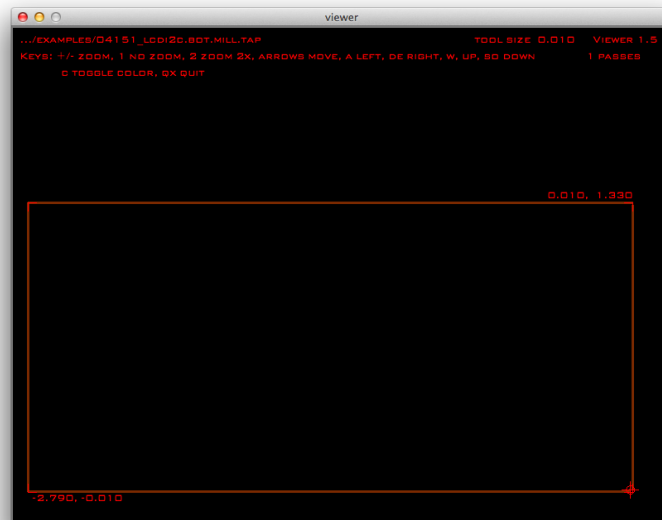 viewer
.../EXAMPLES/04151_LCDI2C.BOT.MILL.TAP TOOL SIZE 0.010 VIEWER 1.5
KEYS: +/- ZOOM, 1 NO ZOOM, 2 ZOOM 2X, ARROWS MOVE, A LEFT, DE RIGHT, W, UP, SO DOWN 1 PASSES
C TOGGLE COLOR, QX QUIT
0.010, 1.330
-2.790, -0.010